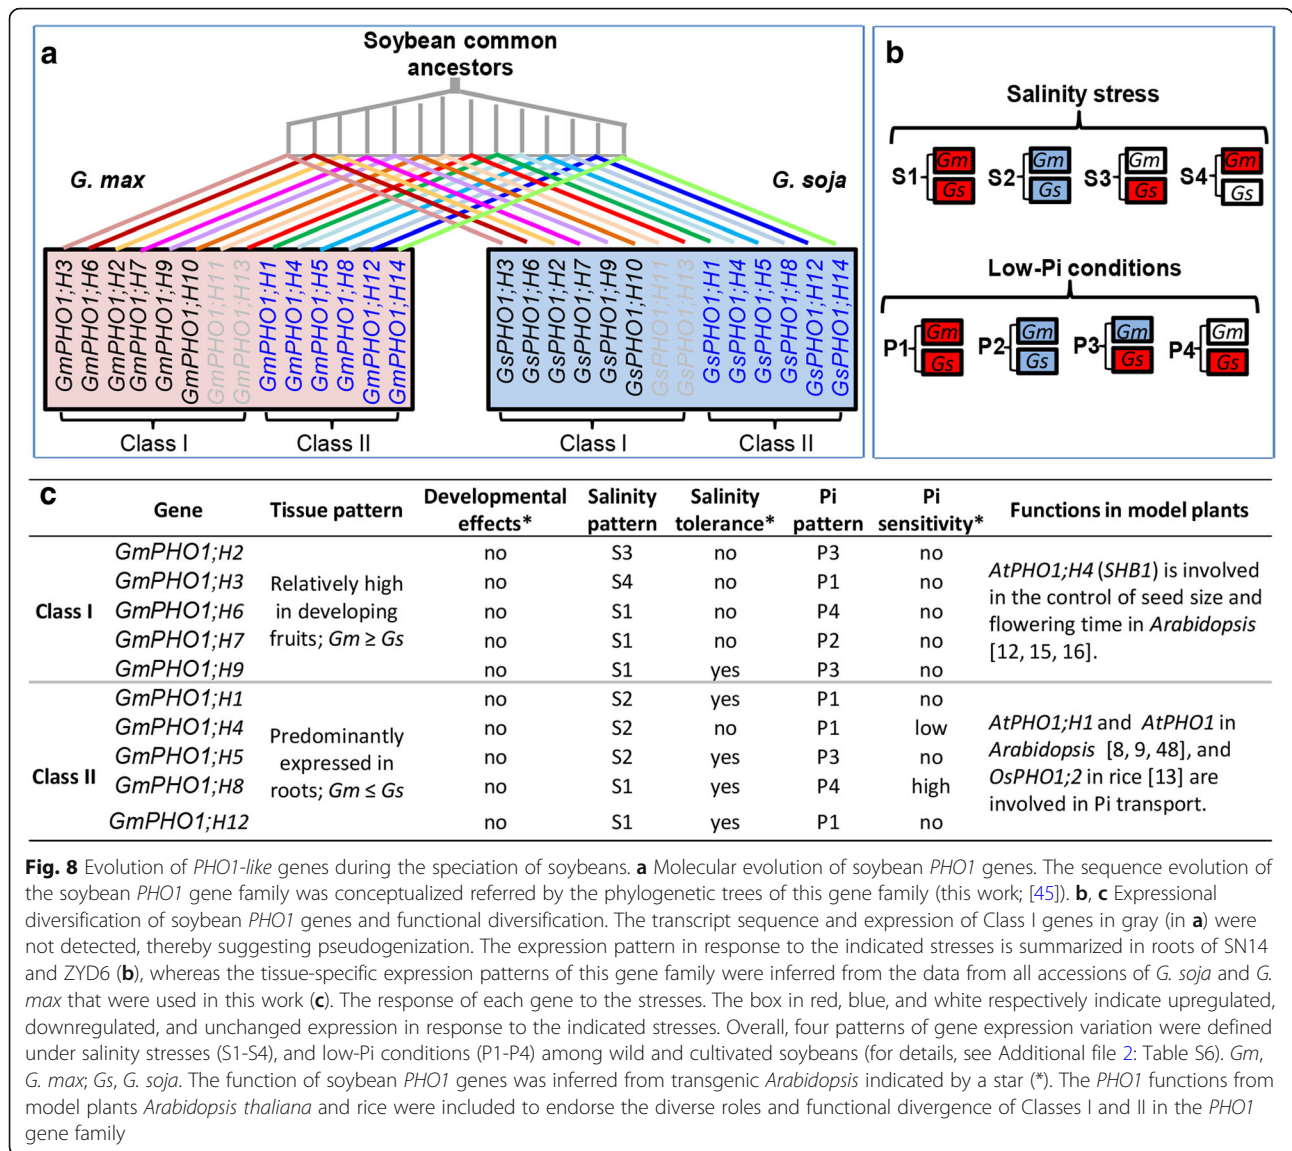 a
Soybean common
ancestors
G. max
G. soja
GmPHO1;H3
GmPHO1;H6
GmPHO1;H2
GmPHO1;H7
GmPHO1;H9
GmPHO1;H10
GmPHO1;H11
GmPHO1;H13
GmPHO1;H1
GmPHO1;H4
GmPHO1;H5
GmPHO1;H8
GmPHO1;H12
GmPHO1;H14
GsPHO1;H3
GsPHO1;H6
GsPHO1;H2
GsPHO1;H7
GsPHO1;H9
GsPHO1;H10
GsPHO1;H11
GsPHO1;H13
GsPHO1;H1
GsPHO1;H4
GsPHO1;H5
GsPHO1;H8
GsPHO1;H12
GsPHO1;H14
Class I
Class II
Class I
Class II
b
Salinity stress
S1 Gm Gs
S2 Gm Gs
S3 Gm Gs
S4 Gm Gs
Low-Pi conditions
P1 Gm Gs
P2 Gm Gs
P3 Gm Gs
P4 Gm Gs
c
Gene
Tissue pattern
Developmental
effects*
Salinity
pattern
Salinity
tolerance*
Pi
pattern
Pi
sensitivity*
Functions in model plants
Class I
Relatively high
in developing
fruits; Gm ≥ Gs
GmPHO1;H2 no S3 no P3 no
GmPHO1;H3 no S4 no P1 no
GmPHO1;H6 no S1 no P4 no
GmPHO1;H7 no S1 no P2 no
GmPHO1;H9 no S1 yes P3 no
AtPHO1;H4 (SHB1) is involved
in the control of seed size and
flowering time in Arabidopsis
[12, 15, 16].
Class II
Predominantly
expressed in
roots; Gm ≤ Gs
GmPHO1;H1 no S2 yes P1 no
GmPHO1;H4 no S2 no P1 low
GmPHO1;H5 no S2 yes P3 no
GmPHO1;H8 no S1 yes P4 high
GmPHO1;H12 no S1 yes P1 no
AtPHO1;H1 and AtPHO1 in
Arabidopsis [8, 9, 48], and
OsPHO1;2 in rice [13] are
involved in Pi transport.
Fig. 8 Evolution of PHO1-like genes during the speciation of soybeans. a Molecular evolution of soybean PHO1 genes. The sequence evolution of
the soybean PHO1 gene family was conceptualized referred by the phylogenetic trees of this gene family (this work; [45]). b, c Expressional
diversification of soybean PHO1 genes and functional diversification. The transcript sequence and expression of Class I genes in gray (in a) were
not detected, thereby suggesting pseudogenization. The expression pattern in response to the indicated stresses is summarized in roots of SN14
and ZYD6 (b), whereas the tissue-specific expression patterns of this gene family were inferred from the data from all accessions of G. soja and G.
max that were used in this work (c). The response of each gene to the stresses. The box in red, blue, and white respectively indicate upregulated,
downregulated, and unchanged expression in response to the indicated stresses. Overall, four patterns of gene expression variation were defined
under salinity stresses (S1-S4), and low-Pi conditions (P1-P4) among wild and cultivated soybeans (for details, see Additional file 2: Table S6). Gm,
G. max; Gs, G. soja. The function of soybean PHO1 genes was inferred from transgenic Arabidopsis indicated by a star (*). The PHO1 functions from
model plants Arabidopsis thaliana and rice were included to endorse the diverse roles and functional divergence of Classes I and II in the PHO1
gene family